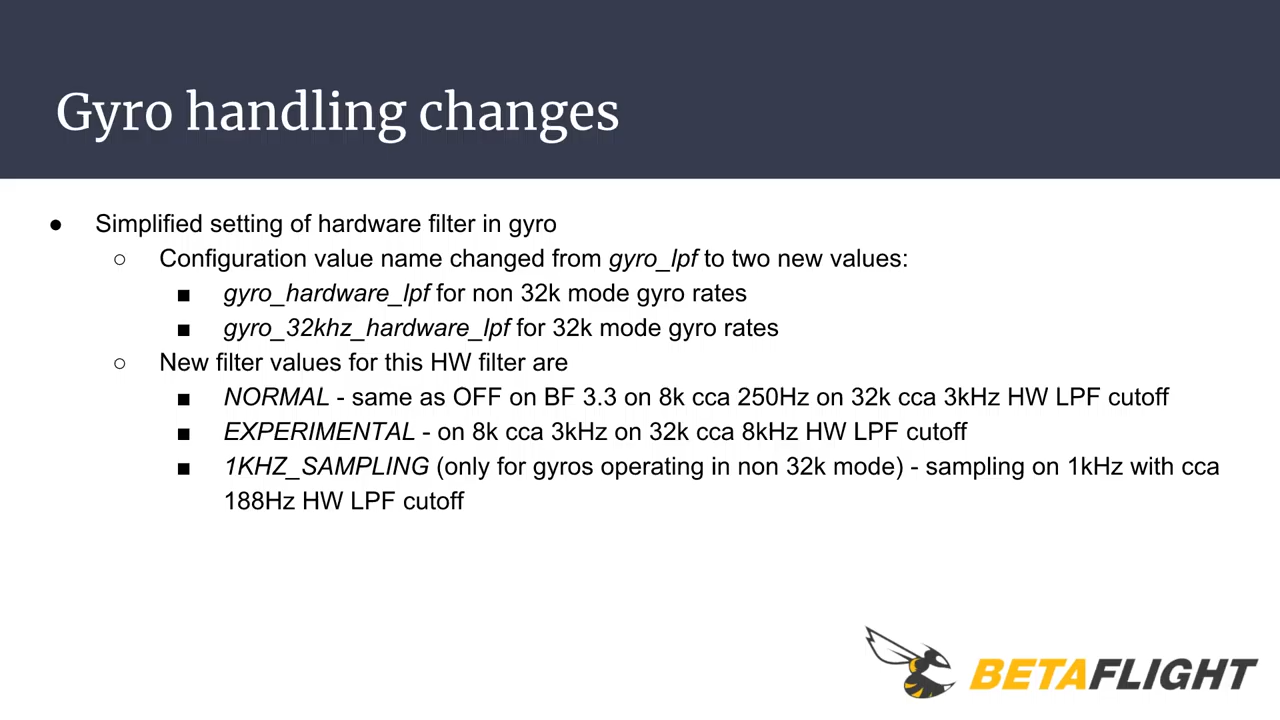 Gyro handling changes
● Simplified setting of hardware filter in gyro
○ Configuration value name changed from gyro_lpf to two new values:
■ gyro_hardware_lpf for non 32k mode gyro rates
■ gyro_32khz_hardware_lpf for 32k mode gyro rates
○ New filter values for this HW filter are
■ NORMAL - same as OFF on BF 3.3 on 8k cca 250Hz on 32k cca 3kHz HW LPF cutoff
■ EXPERIMENTAL - on 8k cca 3kHz on 32k cca 8kHz HW LPF cutoff
■ 1KHZ_SAMPLING (only for gyros operating in non 32k mode) - sampling on 1kHz with cca
188Hz HW LPF cutoff
BETAFLIGHT